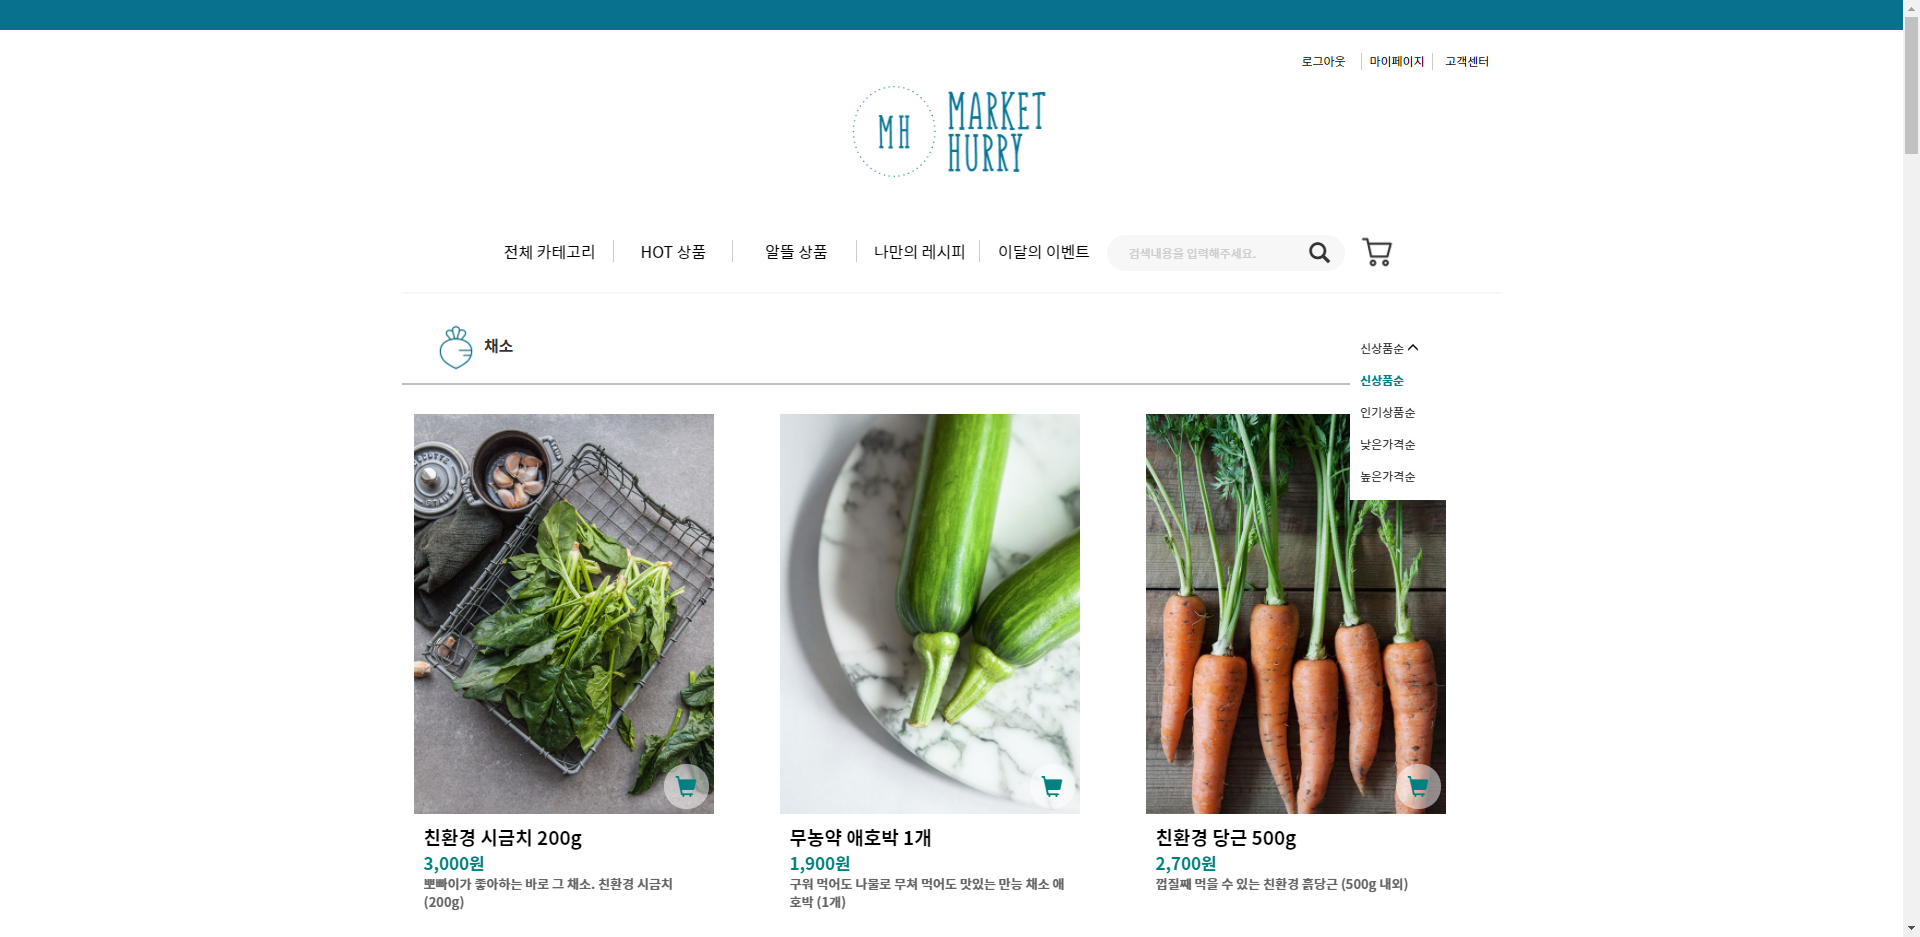 로그아웃 마이페이지 고객센터
MH
MARKET
HURRY
전체 카테고리 HOT 상품 알뜰 상품 나만의 레시피 이달의 이벤트 검색내용을 입력해주세요.
채소
신상품순
신상품순
인기상품순
낮은가격순
높은가격순
친환경 시금치 200g
3,000원
뽀빠이가 좋아하는 바로 그 채소. 친환경 시금치
(200g)
무농약 애호박 1개
1,900원
구워 먹어도 나물로 무쳐 먹어도 맛있는 만능 채소 애
호박 (1개)
친환경 당근 500g
2,700원
껍질째 먹을 수 있는 친환경 흙당근 (500g 내외)